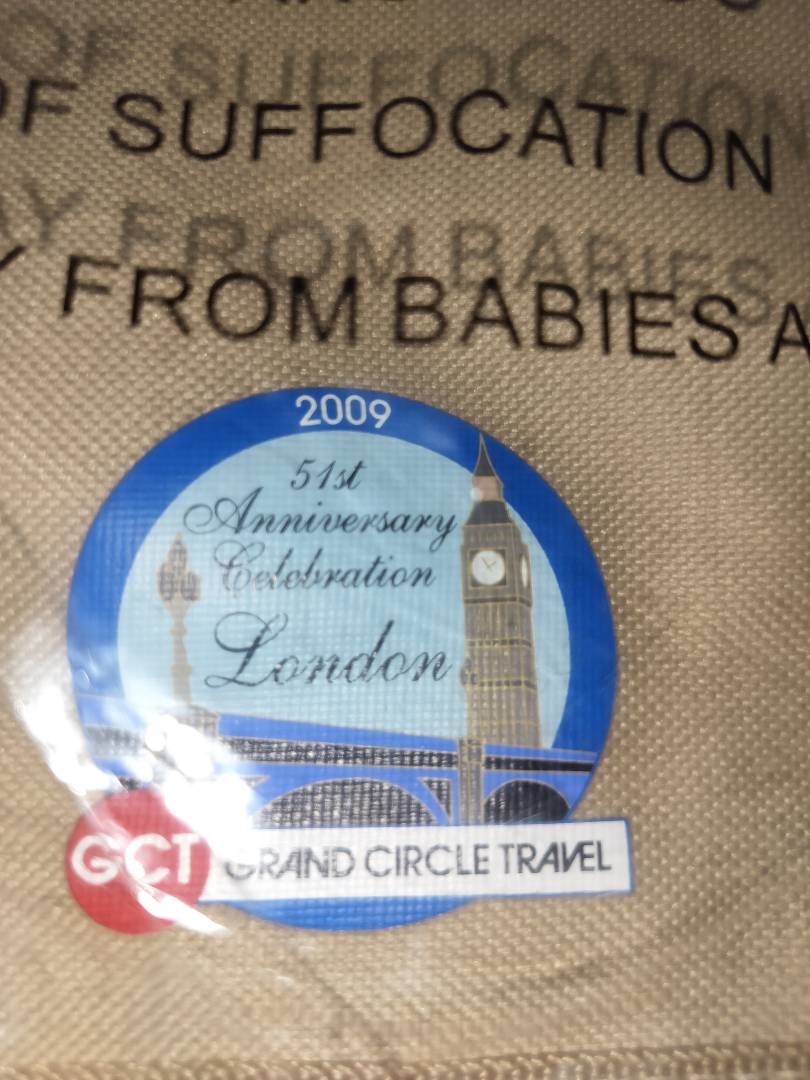 OF SUFFOCATION
FROM BABIES A
2009
51st
Anniversary
Celebration
London
GCT GRAND CIRCLE TRAVEL